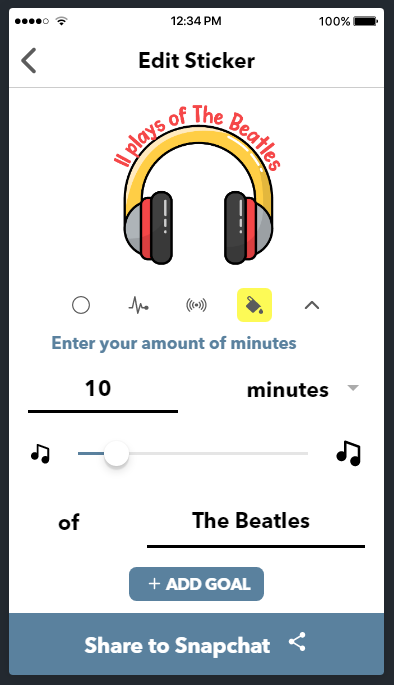 12:34 PM
100%
Edit Sticker
11 plays of The Beatles
Enter your amount of minutes
10
minutes
of
The Beatles
+ ADD GOAL
Share to Snapchat